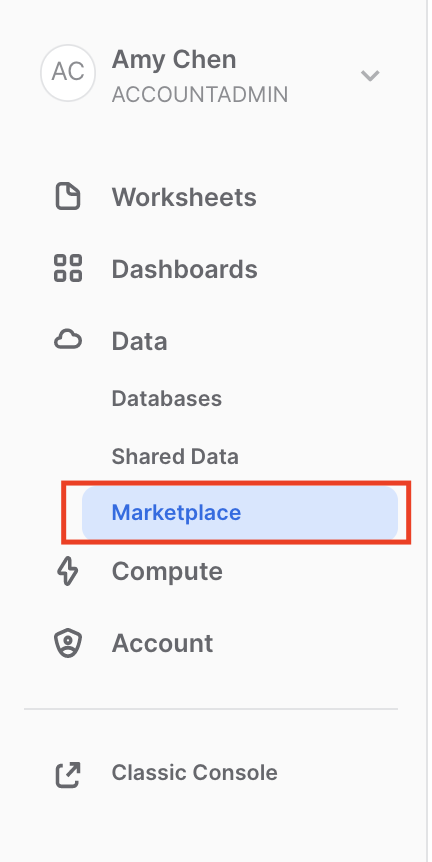 AC
Amy Chen
ACCOUNTADMIN
Worksheets
Dashboards
Data
Databases
Shared Data
Marketplace
Compute
Account
Classic Console